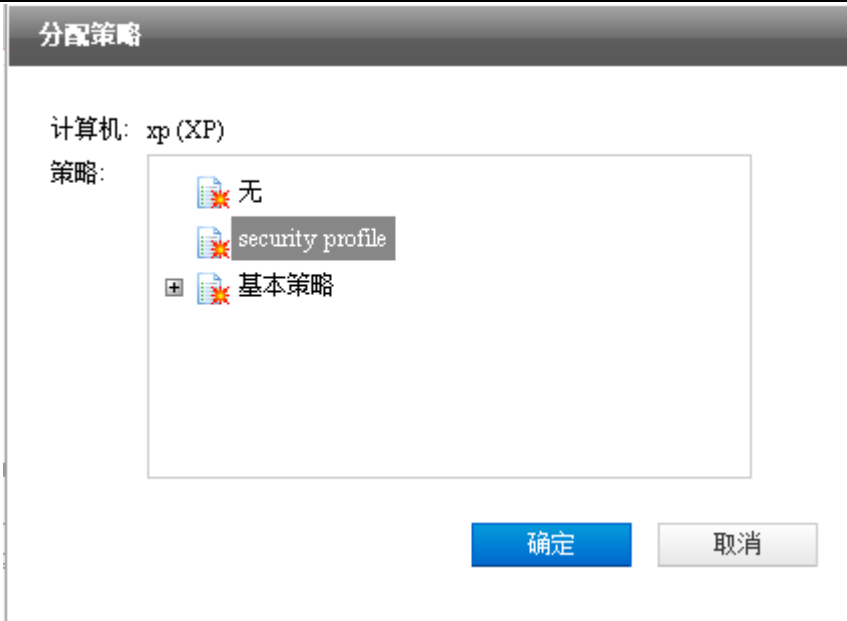 分配策略
计算机: xp (XP)
策略:
无
security profile
基本策略
确定 取消